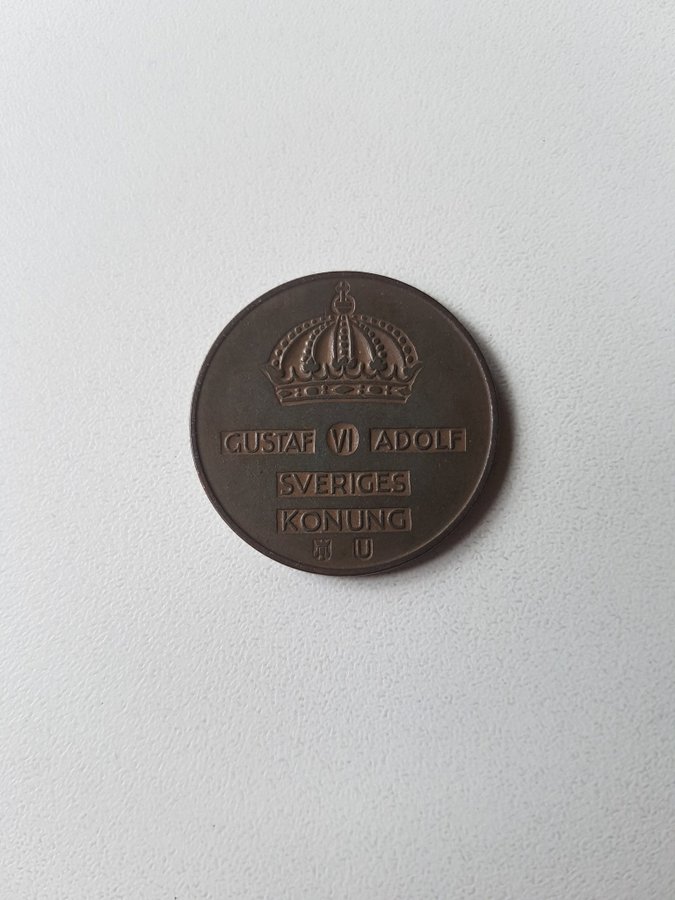 GUSTAF VI ADOLF
SVERIGES
KONUNG
U